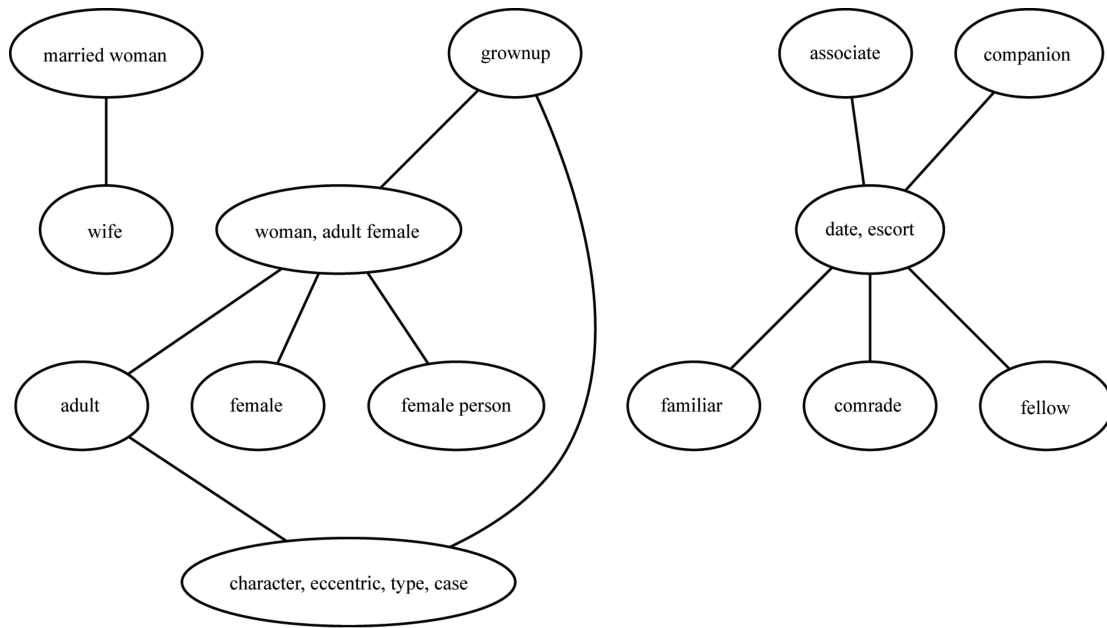 married woman
grownup
associate
companion
wife
woman, adult female
date, escort
adult
female
female person
familiar
comrade
fellow
character, eccentric, type, case